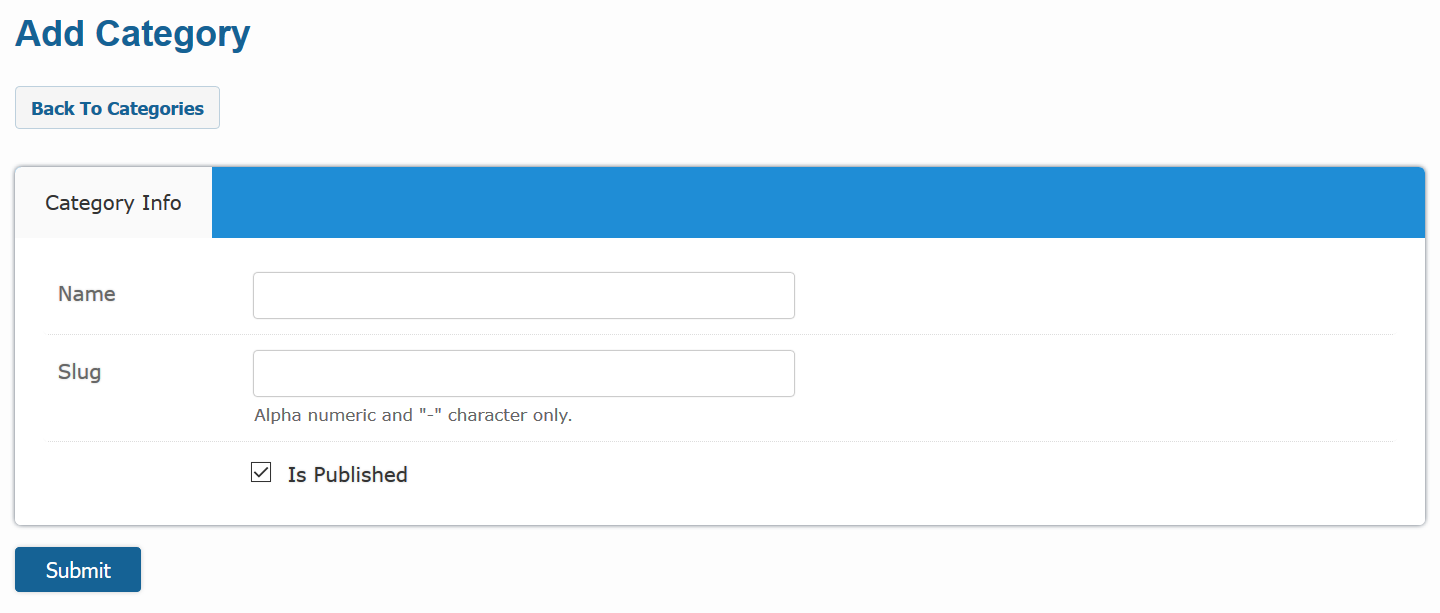 Add Category
Back To Categories
Category Info
Name
Slug
Alpha numeric and "-" character only.
Is Published
Submit